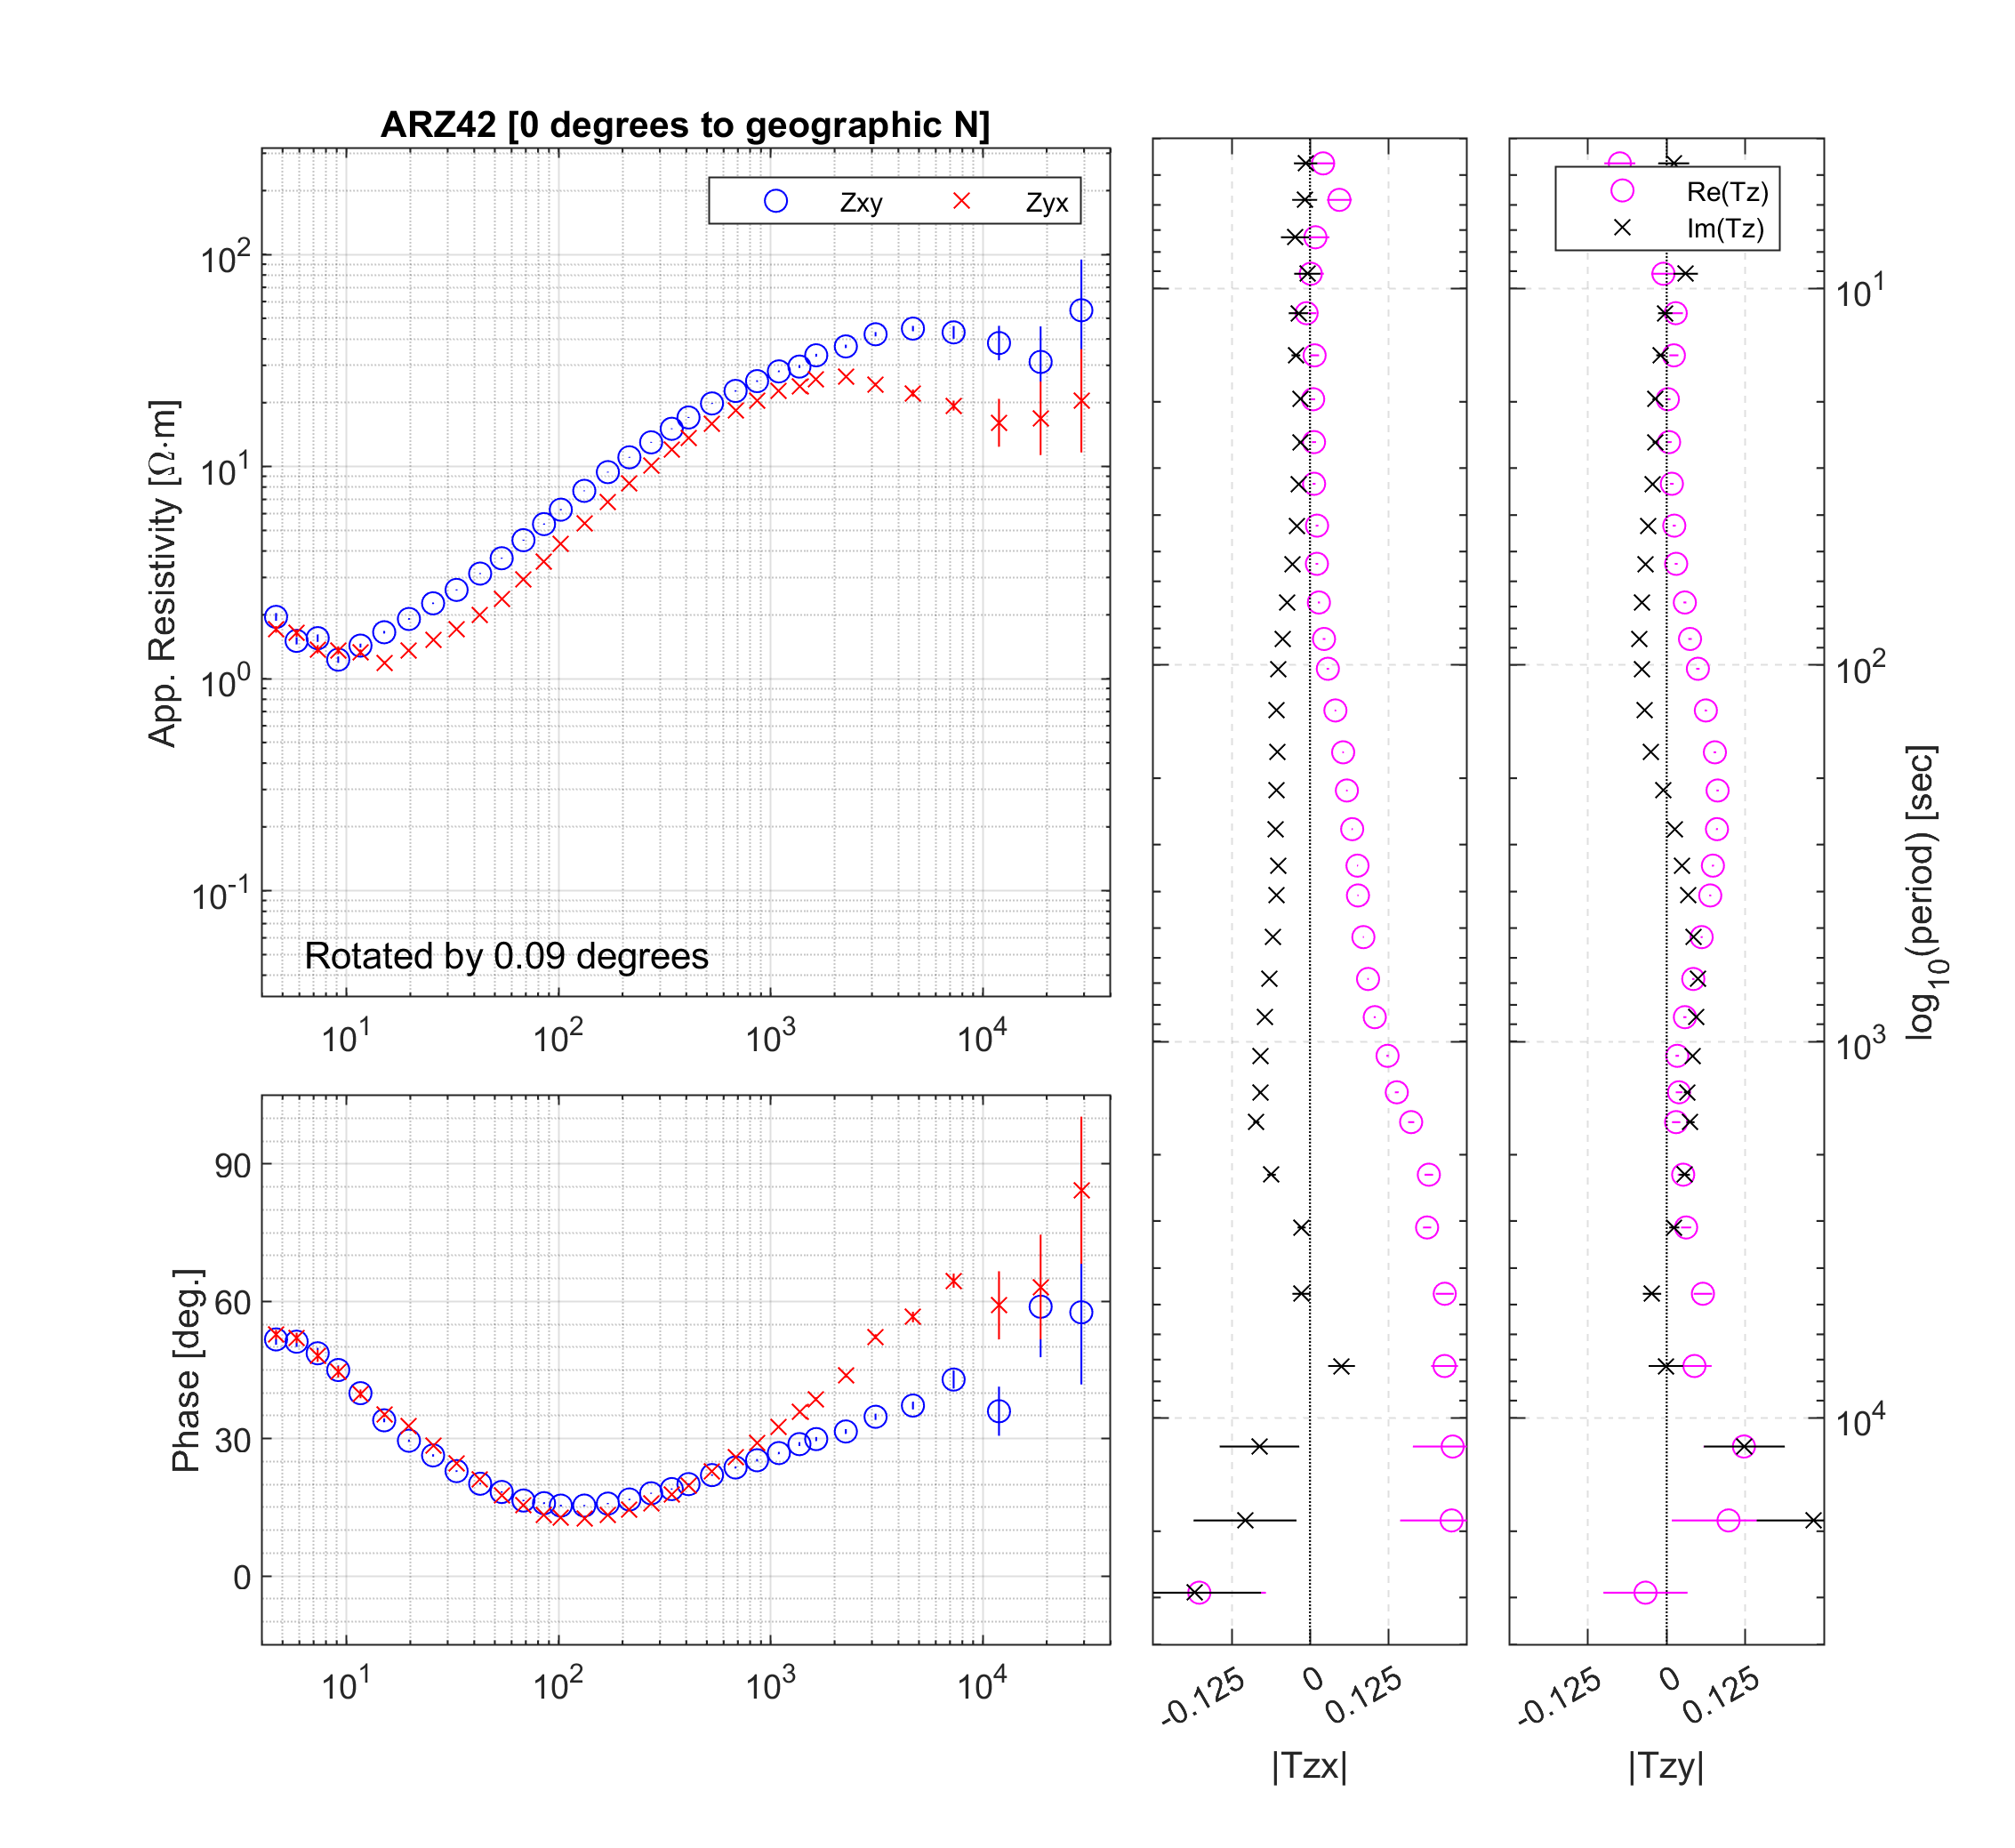 ARZ42 [0 degrees to geographic N]
Zxy Zyx
App. Resistivity [Ω·m]
10² 10¹ 10⁰ 10⁻¹
Rotated by 0.09 degrees
10¹ 10² 10³ 10⁴
Phase [deg.]
90 60 30 0
10¹ 10² 10³ 10⁴
-0.125 0 0.125
|Tzx|
Re(Tz)
Im(Tz)
-0.125 0 0.125
|Tzy|
10¹ 10² 10³ 10⁴
log₁₀(period) [sec]